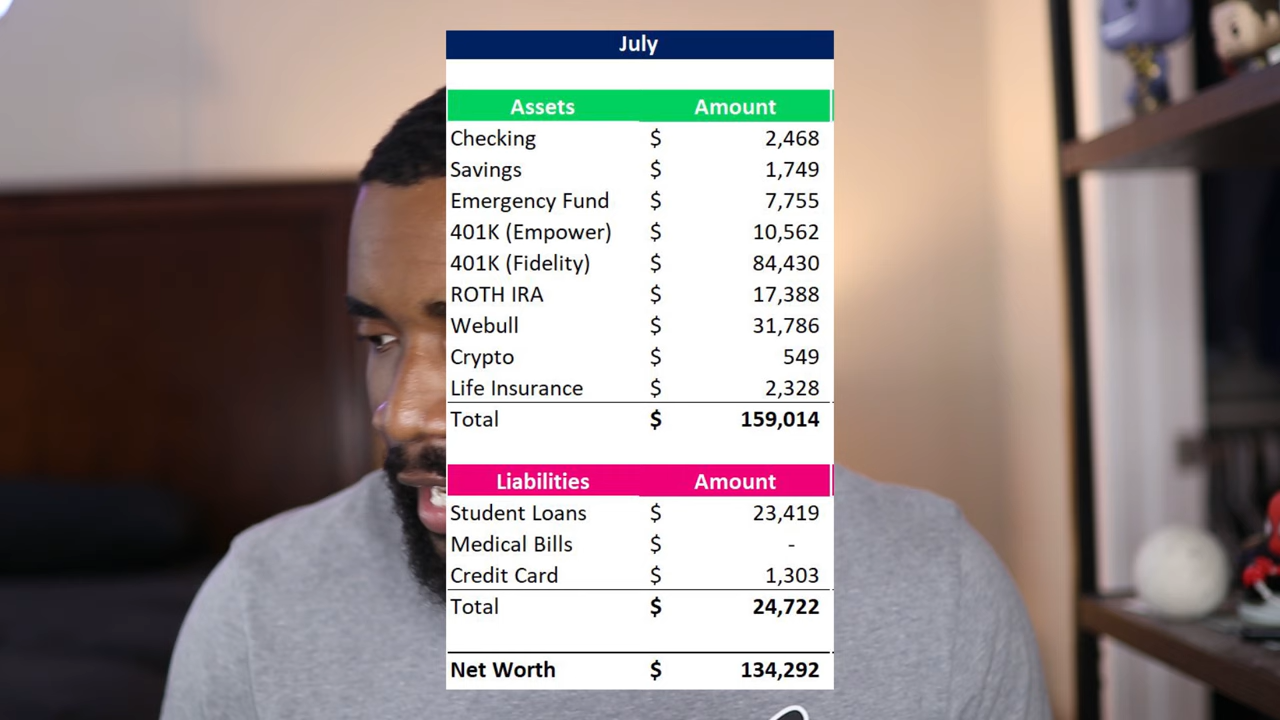 July
Assets Amount
Checking $ 2,468
Savings $ 1,749
Emergency Fund $ 7,755
401K (Empower) $ 10,562
401K (Fidelity) $ 84,430
ROTH IRA $ 17,388
Webull $ 31,786
Crypto $ 549
Life Insurance $ 2,328
Total $ 159,014
Liabilities Amount
Student Loans $ 23,419
Medical Bills $ -
Credit Card $ 1,303
Total $ 24,722
Net Worth $ 134,292